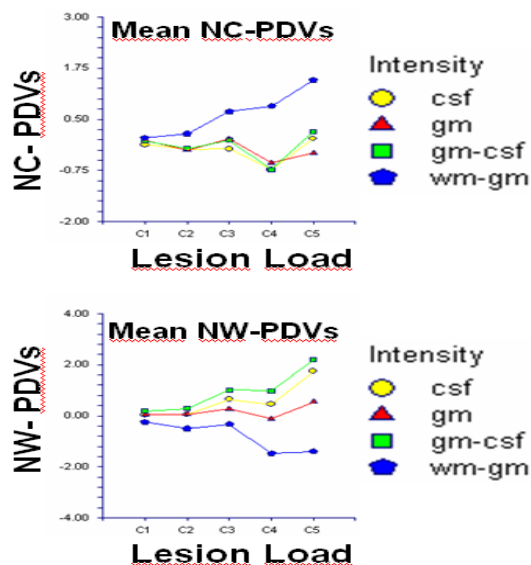 Mean NC-PDVs
NC- PDVs
3.00
1.75
0.50
-0.75
-2.00
C1 C2 C3 C4 C5
Lesion Load
Intensity
csf
gm
gm-csf
wm-gm
Mean NW-PDVs
NW- PDVs
4.00
2.00
0.00
-2.00
-4.00
C1 C2 C3 C4 C5
Lesion Load
Intensity
csf
gm
gm-csf
wm-gm